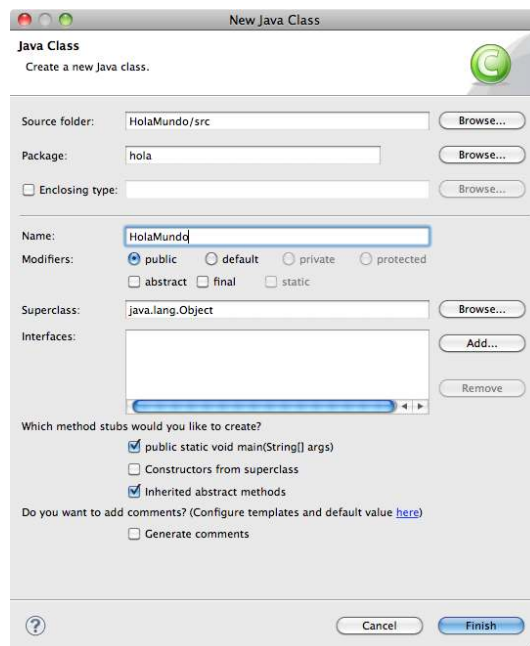 New Java Class
Java Class
Create a new Java class.
C
Source folder: HolaMundo/src Browse...
Package: hola Browse...
Enclosing type: Browse...
Name: HolaMundo
Modifiers: public default private protected
abstract final static
Superclass: java.lang.Object Browse...
Interfaces: Add...
Remove
Which method stubs would you like to create?
public static void main(String[] args)
Constructors from superclass
Inherited abstract methods
Do you want to add comments? (Configure templates and default value here)
Generate comments
? Cancel Finish